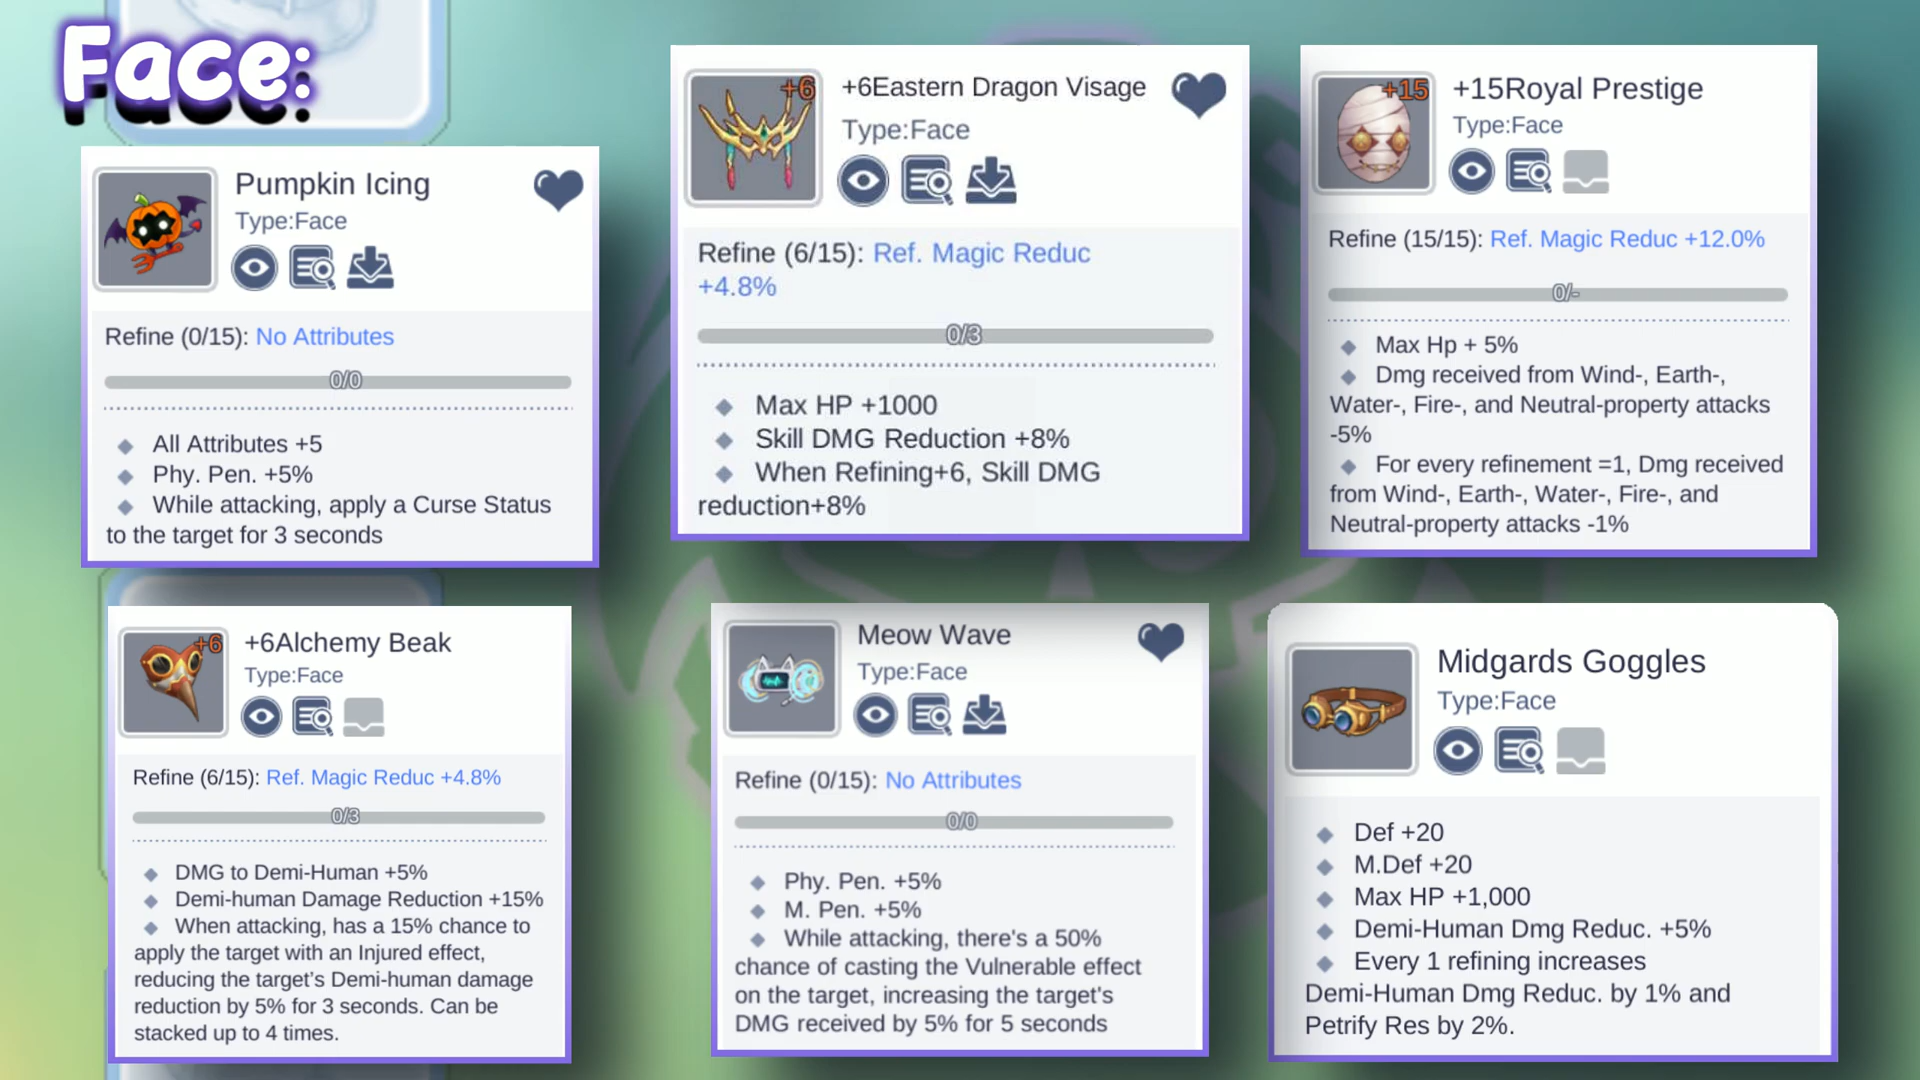 Face:
Pumpkin Icing
Type:Face
Refine (0/15): No Attributes
0/0
All Attributes +5
Phy. Pen. +5%
While attacking, apply a Curse Status
to the target for 3 seconds
+6
+6Eastern Dragon Visage
Type:Face
Refine (6/15): Ref. Magic Reduc
+4.8%
0/3
Max HP +1000
Skill DMG Reduction +8%
When Refining+6, Skill DMG
reduction+8%
+15
+15Royal Prestige
Type:Face
Refine (15/15): Ref. Magic Reduc +12.0%
0/-
Max Hp + 5%
Dmg received from Wind-, Earth-,
Water-, Fire-, and Neutral-property attacks
-5%
For every refinement =1, Dmg received
from Wind-, Earth-, Water-, Fire-, and
Neutral-property attacks -1%
+6
+6Alchemy Beak
Type:Face
Refine (6/15): Ref. Magic Reduc +4.8%
0/3
DMG to Demi-Human +5%
Demi-human Damage Reduction +15%
When attacking, has a 15% chance to
apply the target with an Injured effect,
reducing the target's Demi-human damage
reduction by 5% for 3 seconds. Can be
stacked up to 4 times.
Meow Wave
Type:Face
Refine (0/15): No Attributes
0/0
Phy. Pen. +5%
M. Pen. +5%
While attacking, there's a 50%
chance of casting the Vulnerable effect
on the target, increasing the target's
DMG received by 5% for 5 seconds
Midgards Goggles
Type:Face
Def +20
M.Def +20
Max HP +1,000
Demi-Human Dmg Reduc. +5%
Every 1 refining increases
Demi-Human Dmg Reduc. by 1% and
Petrify Res by 2%.